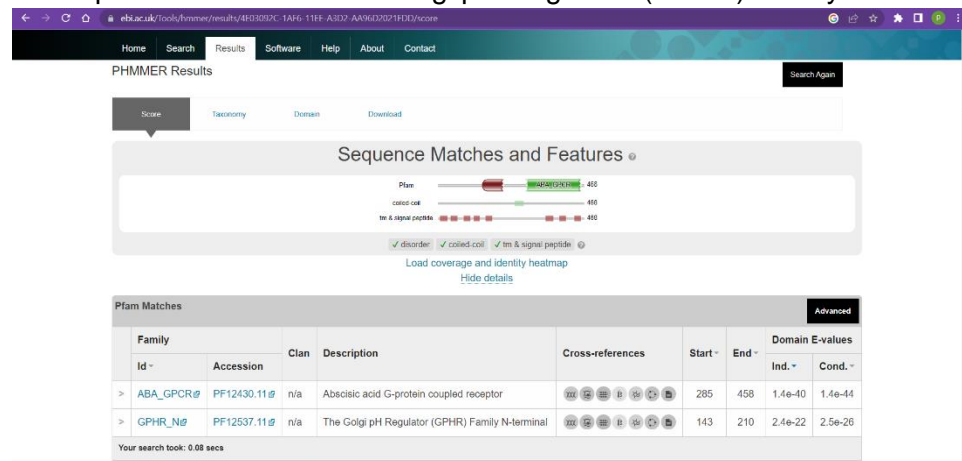 ebi.ac.uk/Tools/hmmer/results/4F03092C-1AF6-11EF-A3D2-AA96D2021FDD/score
Home Search Results Software Help About Contact
PHMMER Results
Search Again
Score Taxonomy Domain Download
Sequence Matches and Features
Pfam ABA_GPCR 468
coiled-coil 468
tm & signal peptide 468
✓ disorder ✓ coiled-coil ✓ tm & signal peptide
Load coverage and identity heatmap
Hide details
Pfam Matches Advanced
Family Clan Description Cross-references Start End Domain E-values
Id Accession Ind. Cond.
> ABA_GPCR PF12430.11 n/a Abscisic acid G-protein coupled receptor 285 458 1.4e-40 1.4e-44
> GPHR_N PF12537.11 n/a The Golgi pH Regulator (GPHR) Family N-terminal 143 210 2.4e-22 2.5e-26
Your search took: 0.08 secs